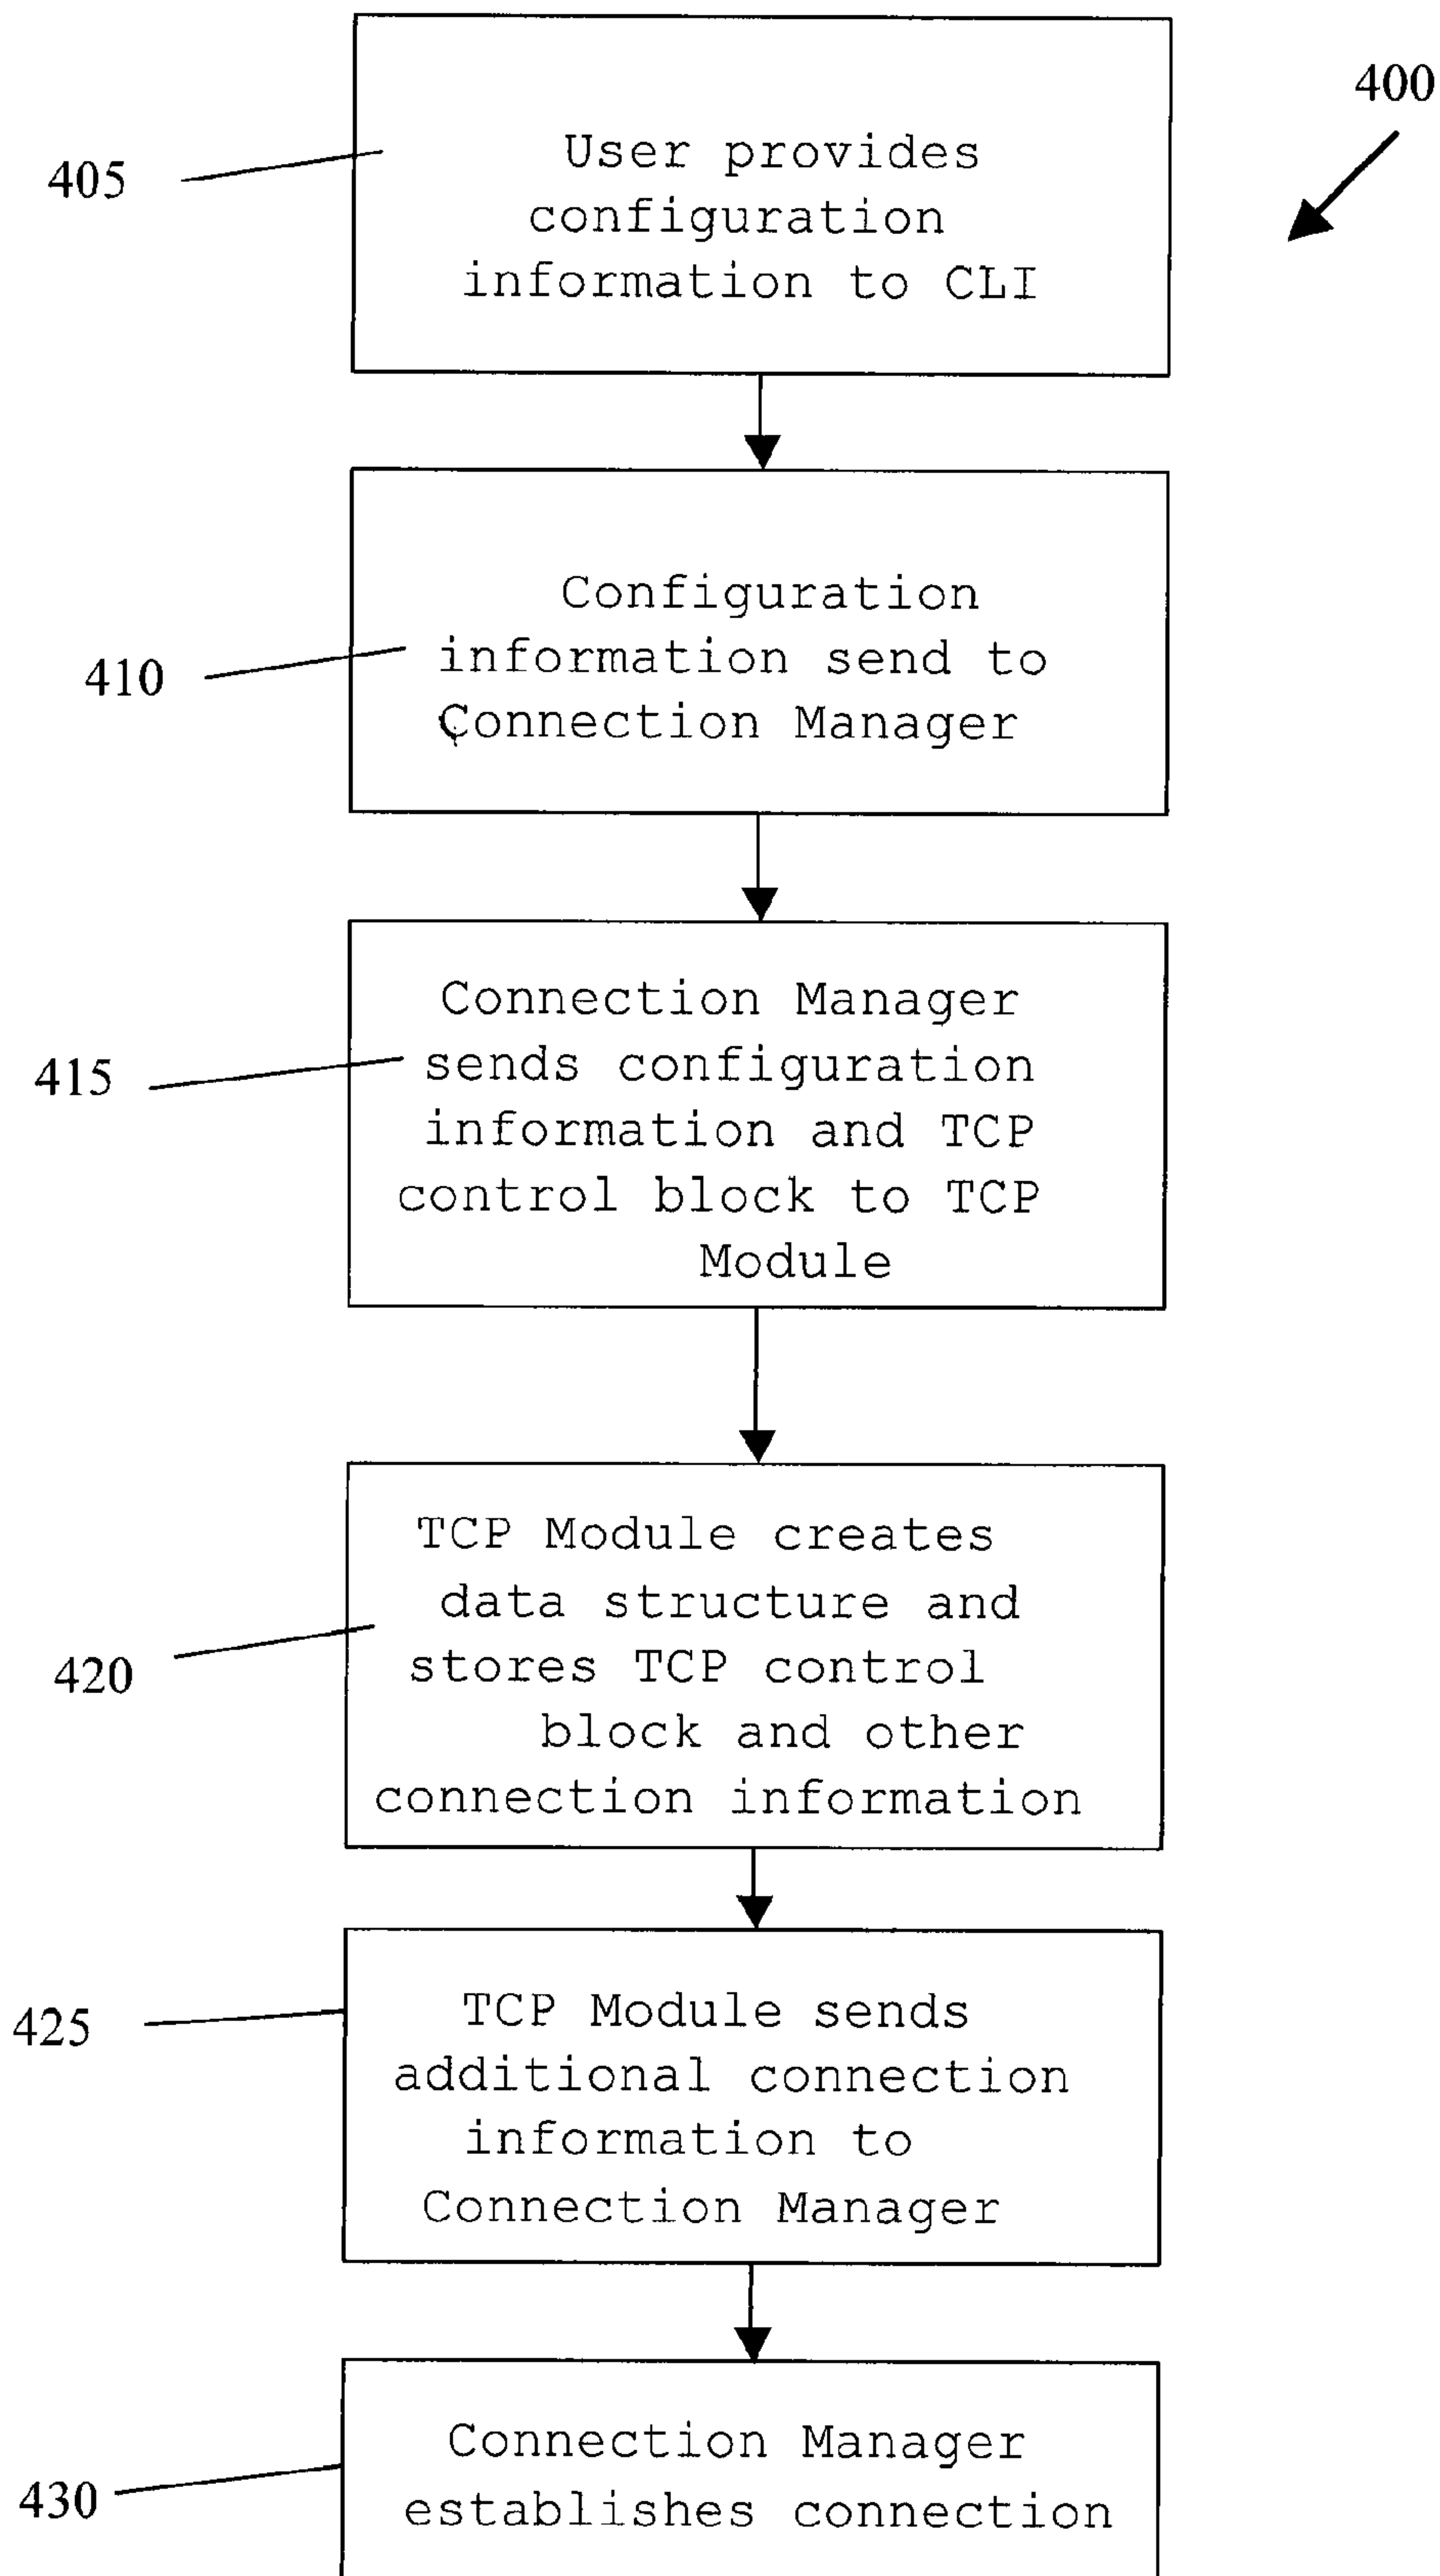 400
405
User provides
configuration
information to CLI
410
Configuration
information send to
Connection Manager
415
Connection Manager
sends configuration
information and TCP
control block to TCP
Module
420
TCP Module creates
data structure and
stores TCP control
block and other
connection information
425
TCP Module sends
additional connection
information to
Connection Manager
430
Connection Manager
establishes connection